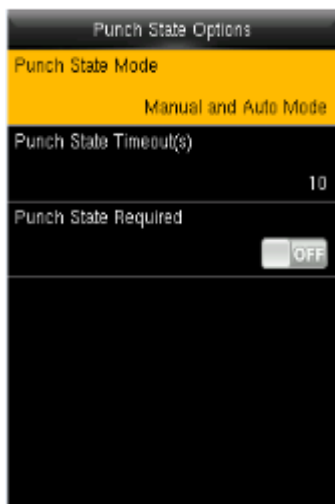 Punch State Options
Punch State Mode
Manual and Auto Mode
Punch State Timeout(s)
10
Punch State Required
OFF